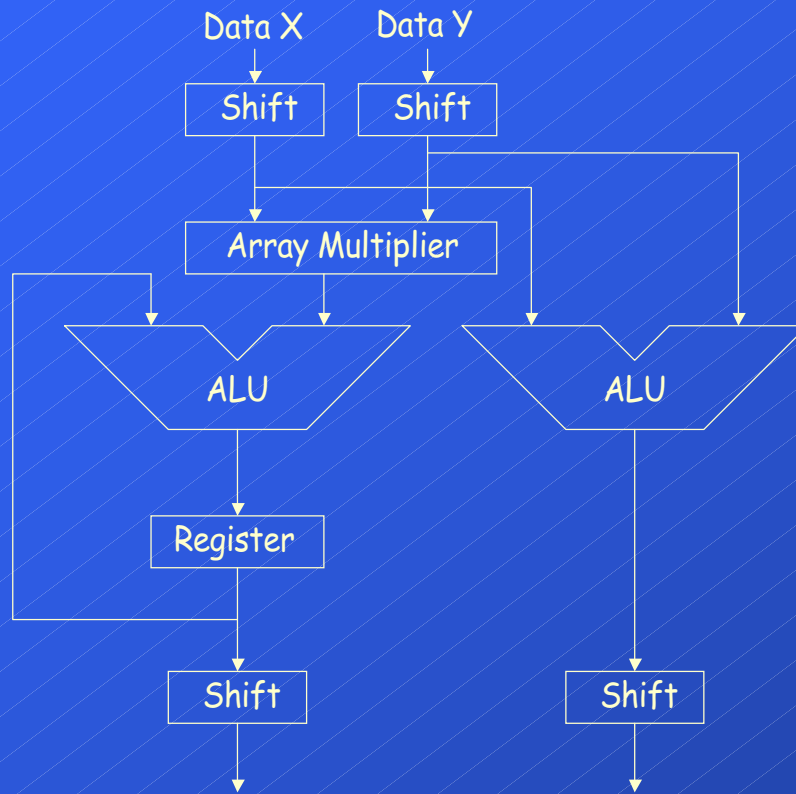 Data X
Data Y
Shift
Shift
Array Multiplier
ALU
ALU
Register
Shift
Shift